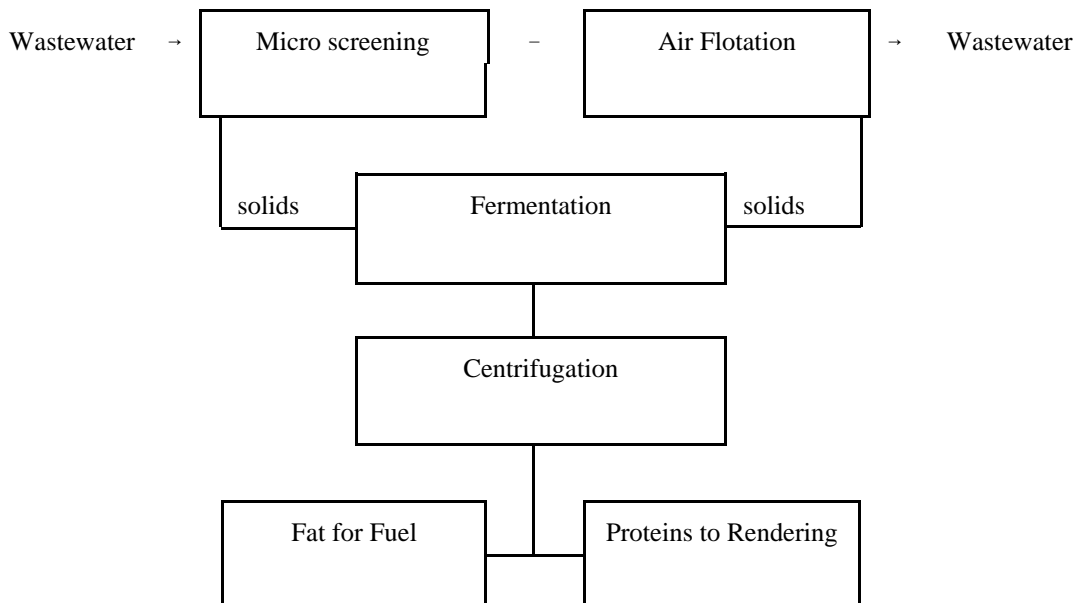 Wastewater → Micro screening – Air Flotation → Wastewater
solids Fermentation solids
Centrifugation
Fat for Fuel Proteins to Rendering